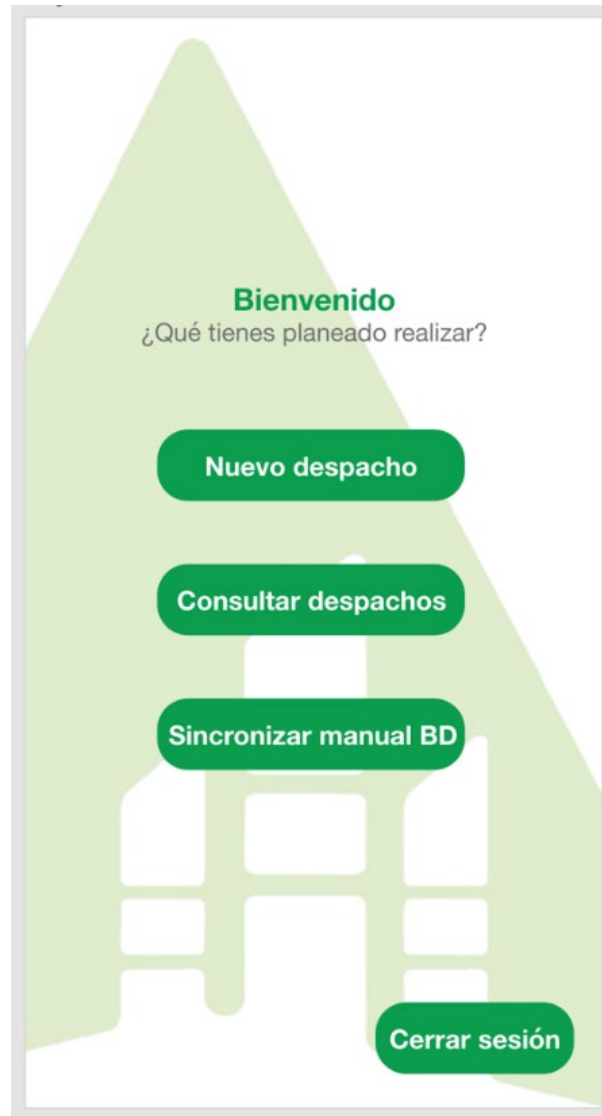 Bienvenido
¿Qué tienes planeado realizar?
Nuevo despacho
Consultar despachos
Sincronizar manual BD
Cerrar sesión